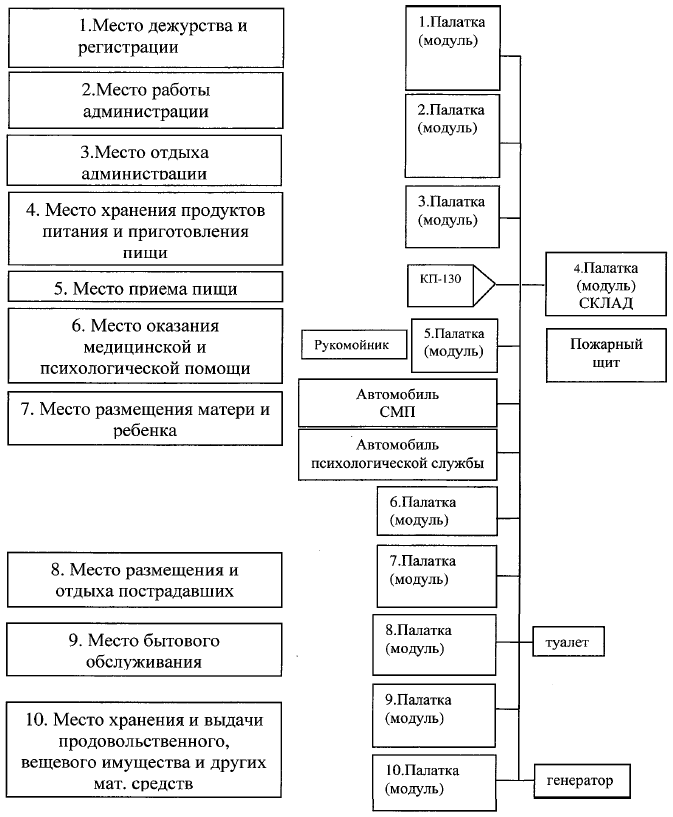 1.Место дежурства и
регистрации
2.Место работы
администрации
3.Место отдыха
администрации
4. Место хранения продуктов
питания и приготовления
пищи
5. Место приема пищи
6. Место оказания
медицинской и
психологической помощи
7. Место размещения матери и
ребенка
8. Место размещения и
отдыха пострадавших
9. Место бытового
обслуживания
10. Место хранения и выдачи
продовольственного,
вещевого имущества и других
мат. средств
1.Палатка
(модуль)
2.Палатка
(модуль)
3.Палатка
(модуль)
КП-130
4.Палатка
(модуль)
СКЛАД
Рукомойник
5.Палатка
(модуль)
Пожарный
щит
Автомобиль
СМП
Автомобиль
психологической службы
6.Палатка
(модуль)
7.Палатка
(модуль)
8.Палатка
(модуль)
туалет
9.Палатка
(модуль)
10.Палатка
(модуль)
генератор